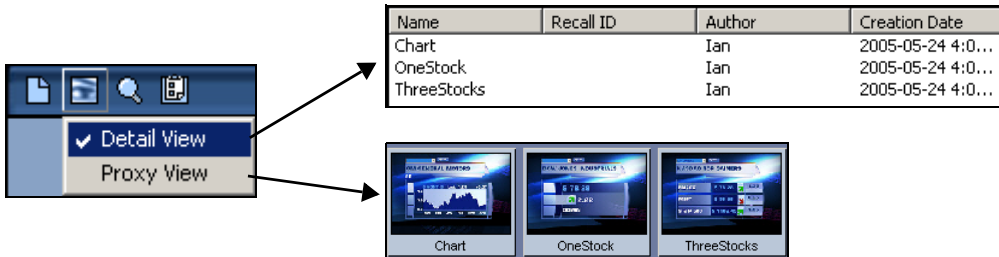 Name Recall ID Author Creation Date
Chart Ian 2005-05-24 4:0...
OneStock Ian 2005-05-24 4:0...
ThreeStocks Ian 2005-05-24 4:0...
Detail View
Proxy View
Chart OneStock ThreeStocks